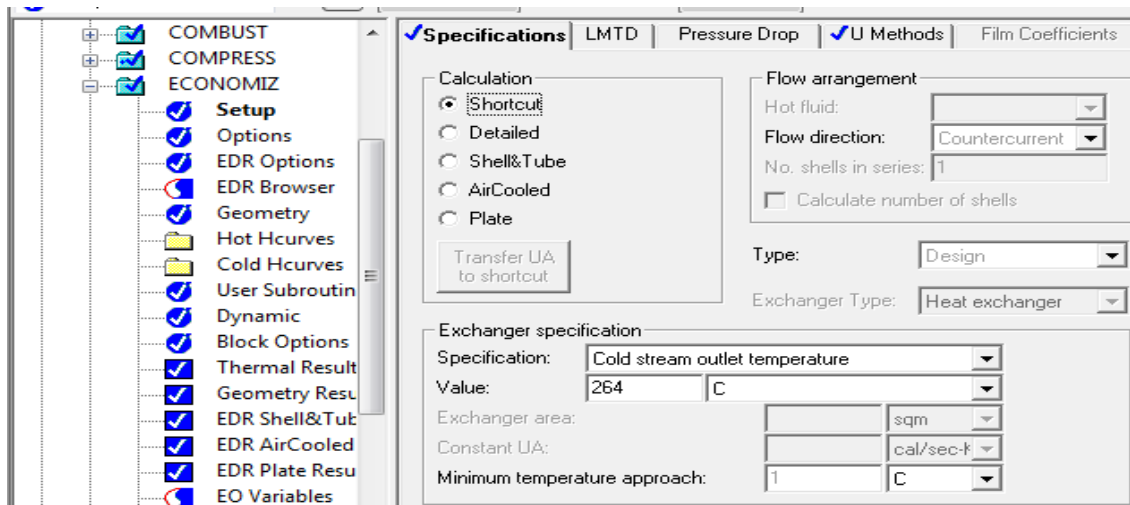 COMBUST
COMPRESS
ECONOMIZ
Setup
Options
EDR Options
EDR Browser
Geometry
Hot Hcurves
Cold Hcurves
User Subroutin
Dynamic
Block Options
Thermal Result
Geometry Resu
EDR Shell&Tub
EDR AirCooled
EDR Plate Resu
EO Variables
Specifications LMTD Pressure Drop U Methods Film Coefficients
Calculation
Shortcut
Detailed
Shell&Tube
AirCooled
Plate
Transfer UA
to shortcut
Flow arrangement
Hot fluid:
Flow direction: Countercurrent
No. shells in series: 1
Calculate number of shells
Type: Design
Exchanger Type: Heat exchanger
Exchanger specification
Specification: Cold stream outlet temperature
Value: 264 C
Exchanger area: sqm
Constant UA: cal/sec-K
Minimum temperature approach: 1 C